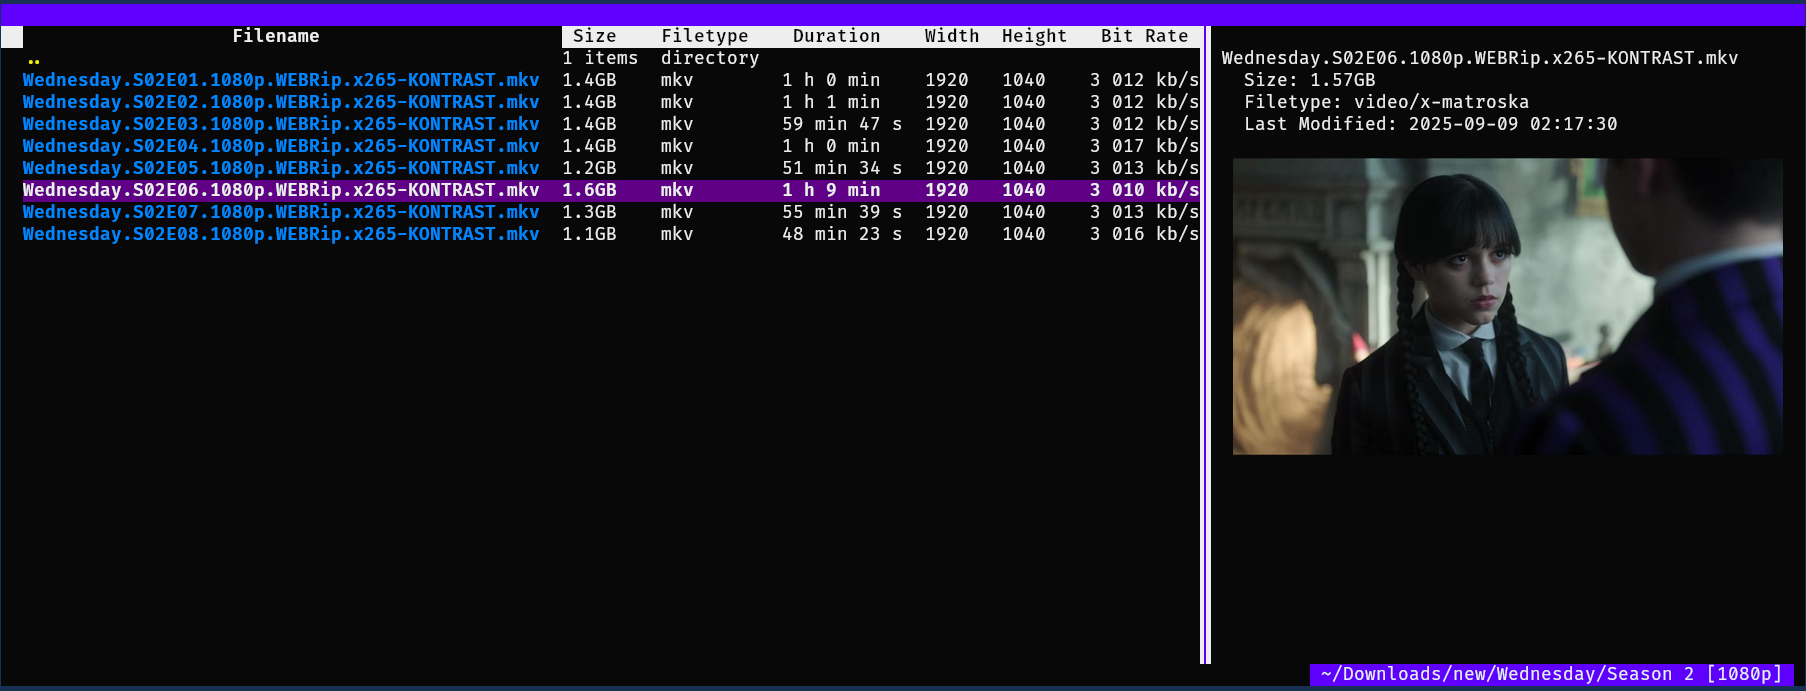 Filename Size Filetype Duration Width Height Bit Rate
.. 1 items directory
Wednesday.S02E01.1080p.WEBRip.x265-KONTRAST.mkv 1.4GB mkv 1 h 0 min 1920 1040 3 012 kb/s
Wednesday.S02E02.1080p.WEBRip.x265-KONTRAST.mkv 1.4GB mkv 1 h 1 min 1920 1040 3 012 kb/s
Wednesday.S02E03.1080p.WEBRip.x265-KONTRAST.mkv 1.4GB mkv 59 min 47 s 1920 1040 3 012 kb/s
Wednesday.S02E04.1080p.WEBRip.x265-KONTRAST.mkv 1.4GB mkv 1 h 0 min 1920 1040 3 017 kb/s
Wednesday.S02E05.1080p.WEBRip.x265-KONTRAST.mkv 1.2GB mkv 51 min 34 s 1920 1040 3 013 kb/s
Wednesday.S02E06.1080p.WEBRip.x265-KONTRAST.mkv 1.6GB mkv 1 h 9 min 1920 1040 3 010 kb/s
Wednesday.S02E07.1080p.WEBRip.x265-KONTRAST.mkv 1.3GB mkv 55 min 39 s 1920 1040 3 013 kb/s
Wednesday.S02E08.1080p.WEBRip.x265-KONTRAST.mkv 1.1GB mkv 48 min 23 s 1920 1040 3 016 kb/s
Wednesday.S02E06.1080p.WEBRip.x265-KONTRAST.mkv
Size: 1.57GB
Filetype: video/x-matroska
Last Modified: 2025-09-09 02:17:30
~/Downloads/new/Wednesday/Season 2 [1080p]